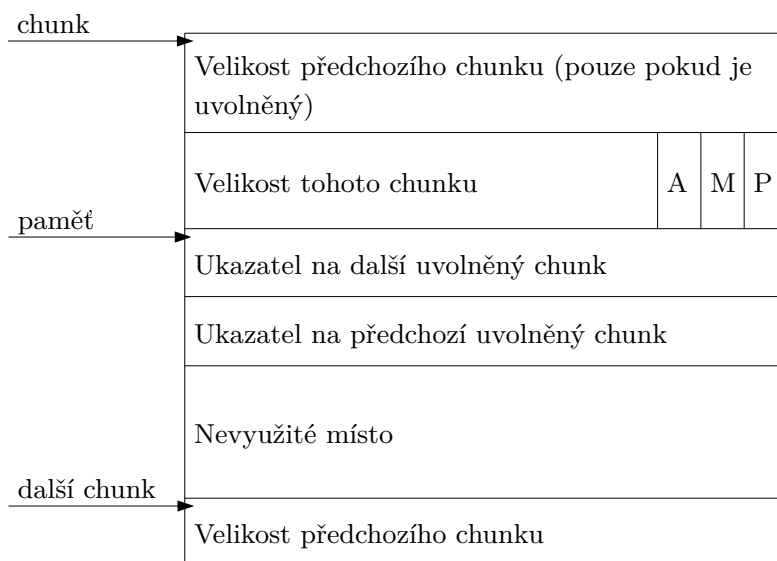 chunk
Velikost předchozího chunku (pouze pokud je
uvolněný)
Velikost tohoto chunku A M P
paměť
Ukazatel na další uvolněný chunk
Ukazatel na předchozí uvolněný chunk
Nevyužité místo
další chunk
Velikost předchozího chunku